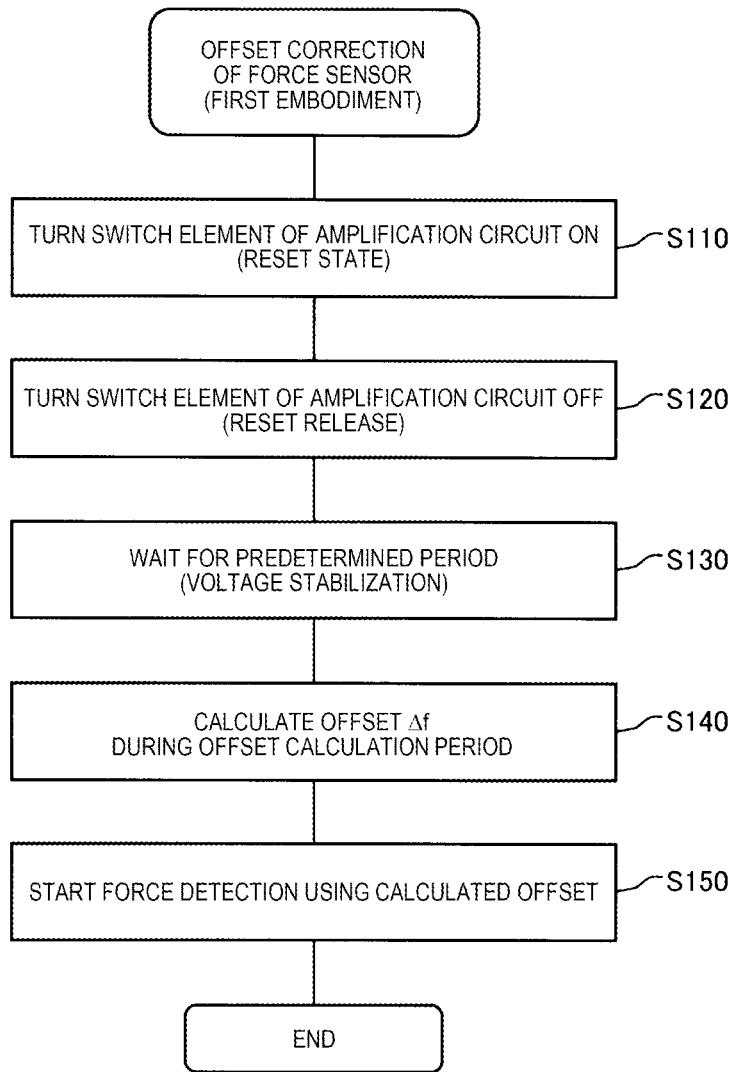 OFFSET CORRECTION
OF FORCE SENSOR
(FIRST EMBODIMENT)
TURN SWITCH ELEMENT OF AMPLIFICATION CIRCUIT ON
(RESET STATE)
S110
TURN SWITCH ELEMENT OF AMPLIFICATION CIRCUIT OFF
(RESET RELEASE)
S120
WAIT FOR PREDETERMINED PERIOD
(VOLTAGE STABILIZATION)
S130
CALCULATE OFFSET Δf
DURING OFFSET CALCULATION PERIOD
S140
START FORCE DETECTION USING CALCULATED OFFSET
S150
END